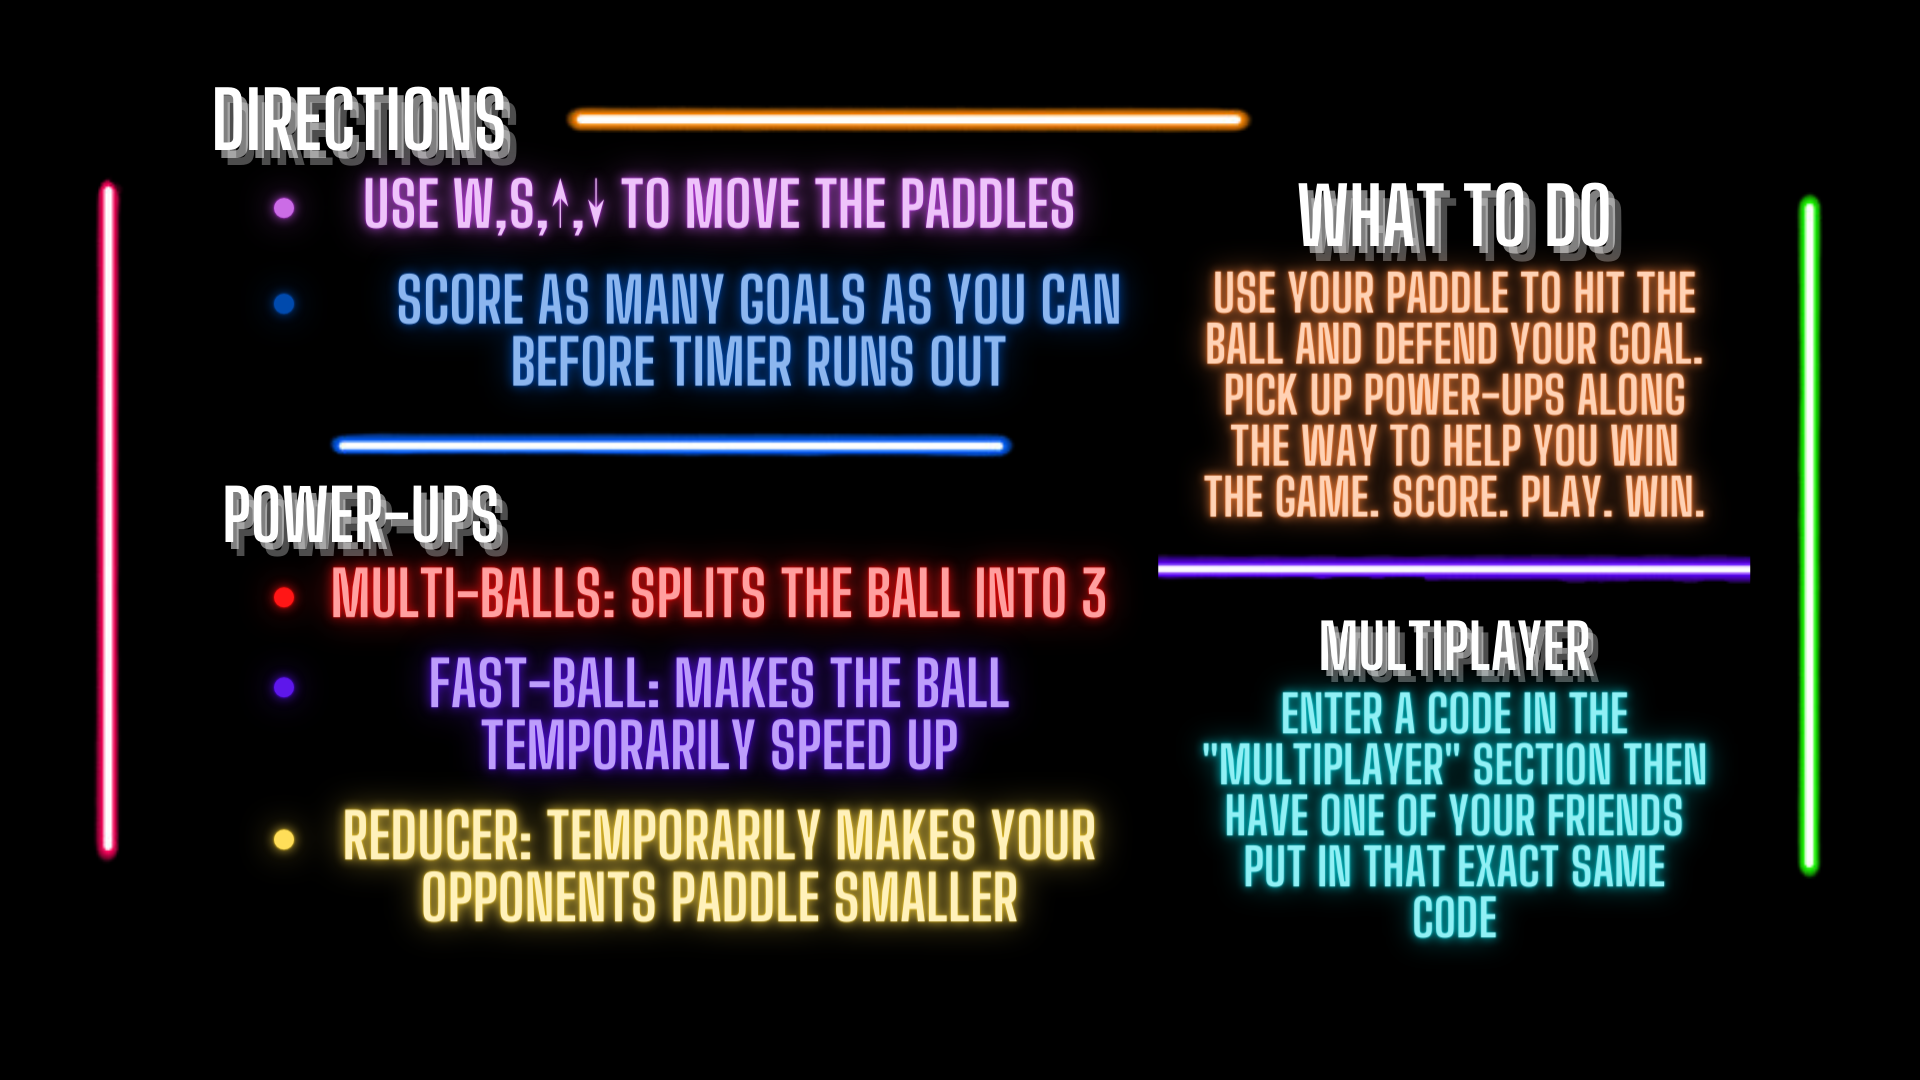 DIRECTIONS
USE W,S,↑,↓ TO MOVE THE PADDLES
SCORE AS MANY GOALS AS YOU CAN
BEFORE TIMER RUNS OUT
POWER-UPS
MULTI-BALLS: SPLITS THE BALL INTO 3
FAST-BALL: MAKES THE BALL
TEMPORARILY SPEED UP
REDUCER: TEMPORARILY MAKES YOUR
OPPONENTS PADDLE SMALLER
WHAT TO DO
USE YOUR PADDLE TO HIT THE
BALL AND DEFEND YOUR GOAL.
PICK UP POWER-UPS ALONG
THE WAY TO HELP YOU WIN
THE GAME. SCORE. PLAY. WIN.
MULTIPLAYER
ENTER A CODE IN THE
"MULTIPLAYER" SECTION THEN
HAVE ONE OF YOUR FRIENDS
PUT IN THAT EXACT SAME
CODE